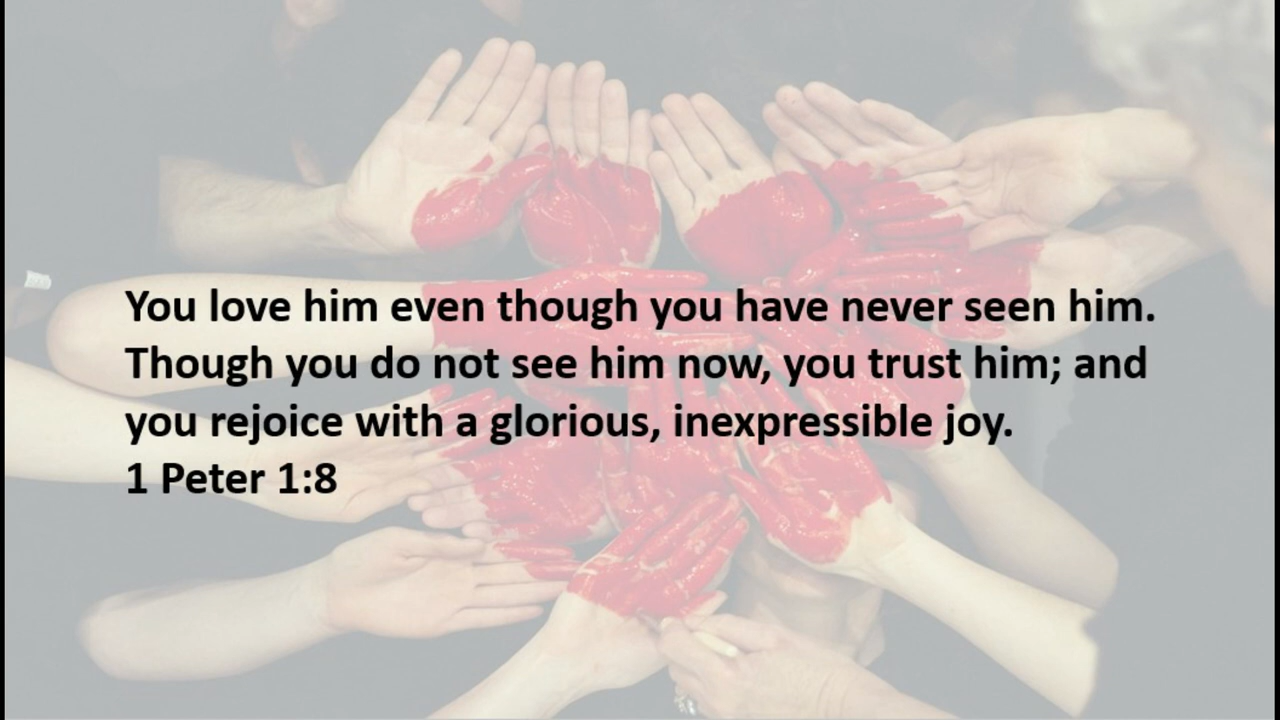 You love him even though you have never seen him.
Though you do not see him now, you trust him; and
you rejoice with a glorious, inexpressible joy.
1 Peter 1:8